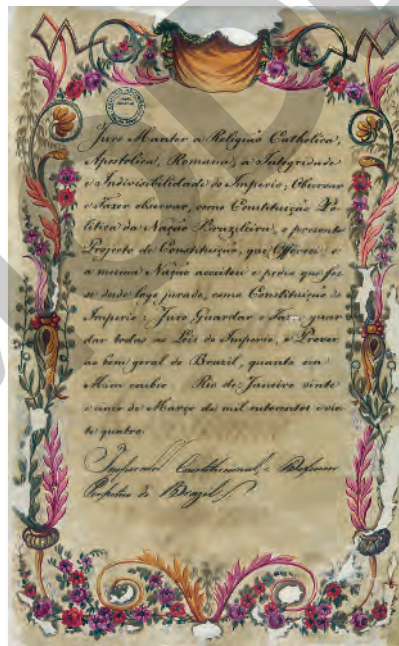 Juro Manter a Religião Catholica,
Apostolica, Romana, a Integridade
e Indivisibilidade do Imperio; Observar
e Fazer observar, como Constituição Po-
litica da Nação Brazileira, o presente
Projecto de Constituição, que Offereci, e
a mesma Nação acceitou e pedio que fos-
se desde logo jurado, como Constituição do
Imperio: Juro Guardar e Fazer guar
dar todas as Leis do Imperio, e Prover
ao bem geral do Brazil, quanto em
Mim couber Rio de Janeiro vinte
e cinco de Março de mil oitocentos e vin
te quatro.
Imperador Constitucional, e Defensor
Perpetuo do Brazil